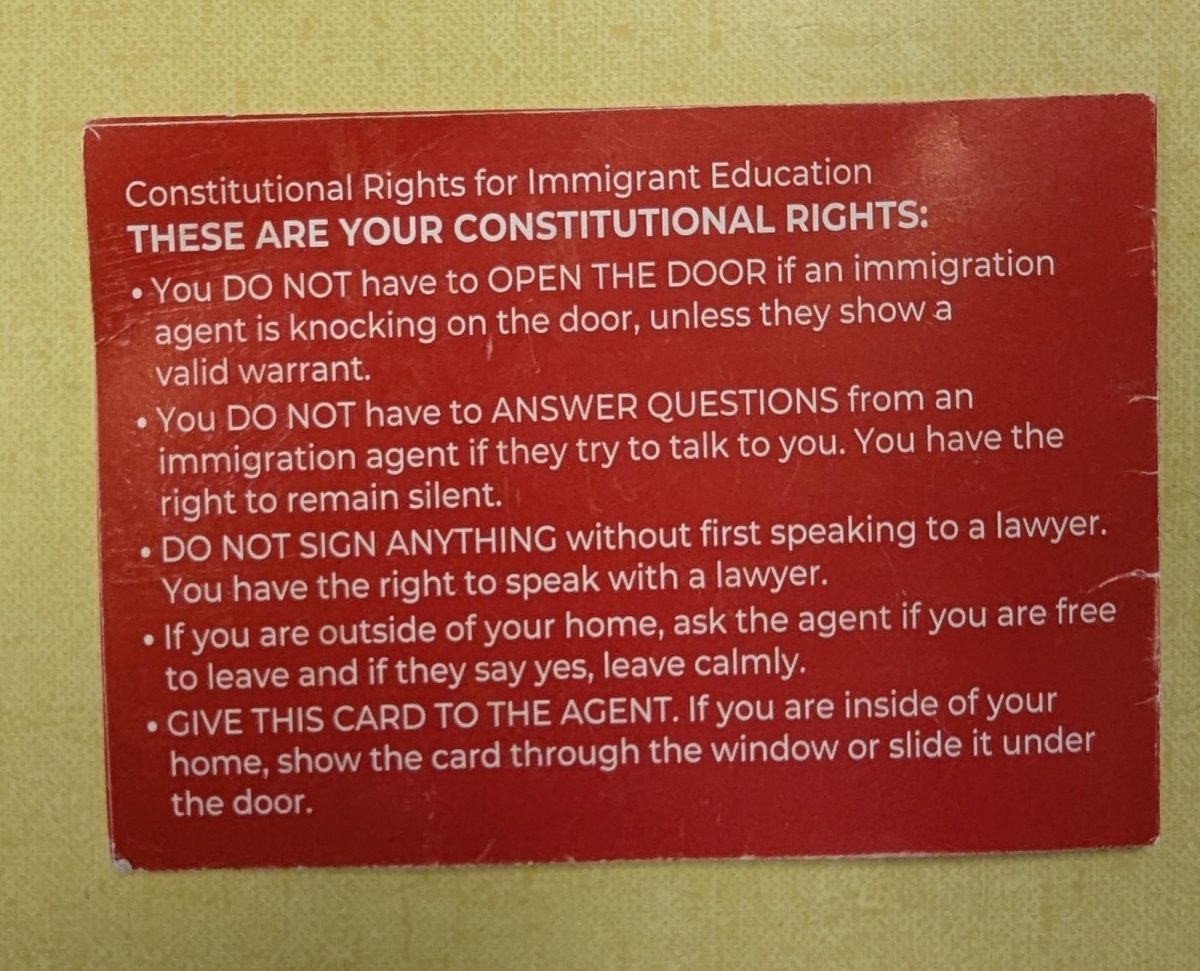 Constitutional Rights for Immigrant Education
THESE ARE YOUR CONSTITUTIONAL RIGHTS:
• You DO NOT have to OPEN THE DOOR if an immigration
agent is knocking on the door, unless they show a
valid warrant.
• You DO NOT have to ANSWER QUESTIONS from an
immigration agent if they try to talk to you. You have the
right to remain silent.
• DO NOT SIGN ANYTHING without first speaking to a lawyer.
You have the right to speak with a lawyer.
• If you are outside of your home, ask the agent if you are free
to leave and if they say yes, leave calmly.
• GIVE THIS CARD TO THE AGENT. If you are inside of your
home, show the card through the window or slide it under
the door.